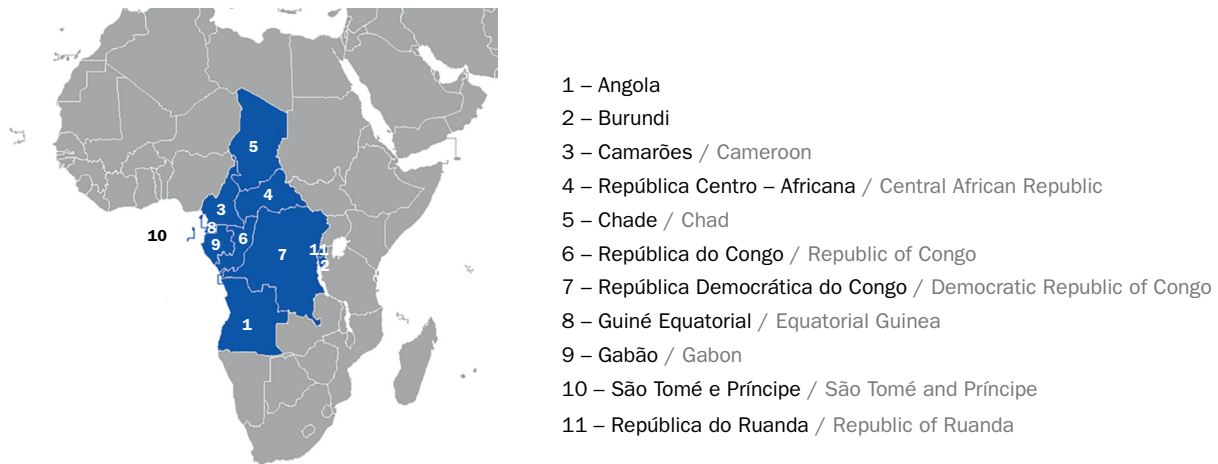 5
4
3
10
8
9
6
7
11
2
1
1 – Angola
2 – Burundi
3 – Camarões / Cameroon
4 – República Centro – Africana / Central African Republic
5 – Chade / Chad
6 – República do Congo / Republic of Congo
7 – República Democrática do Congo / Democratic Republic of Congo
8 – Guiné Equatorial / Equatorial Guinea
9 – Gabão / Gabon
10 – São Tomé e Príncipe / São Tomé and Príncipe
11 – República do Ruanda / Republic of Ruanda